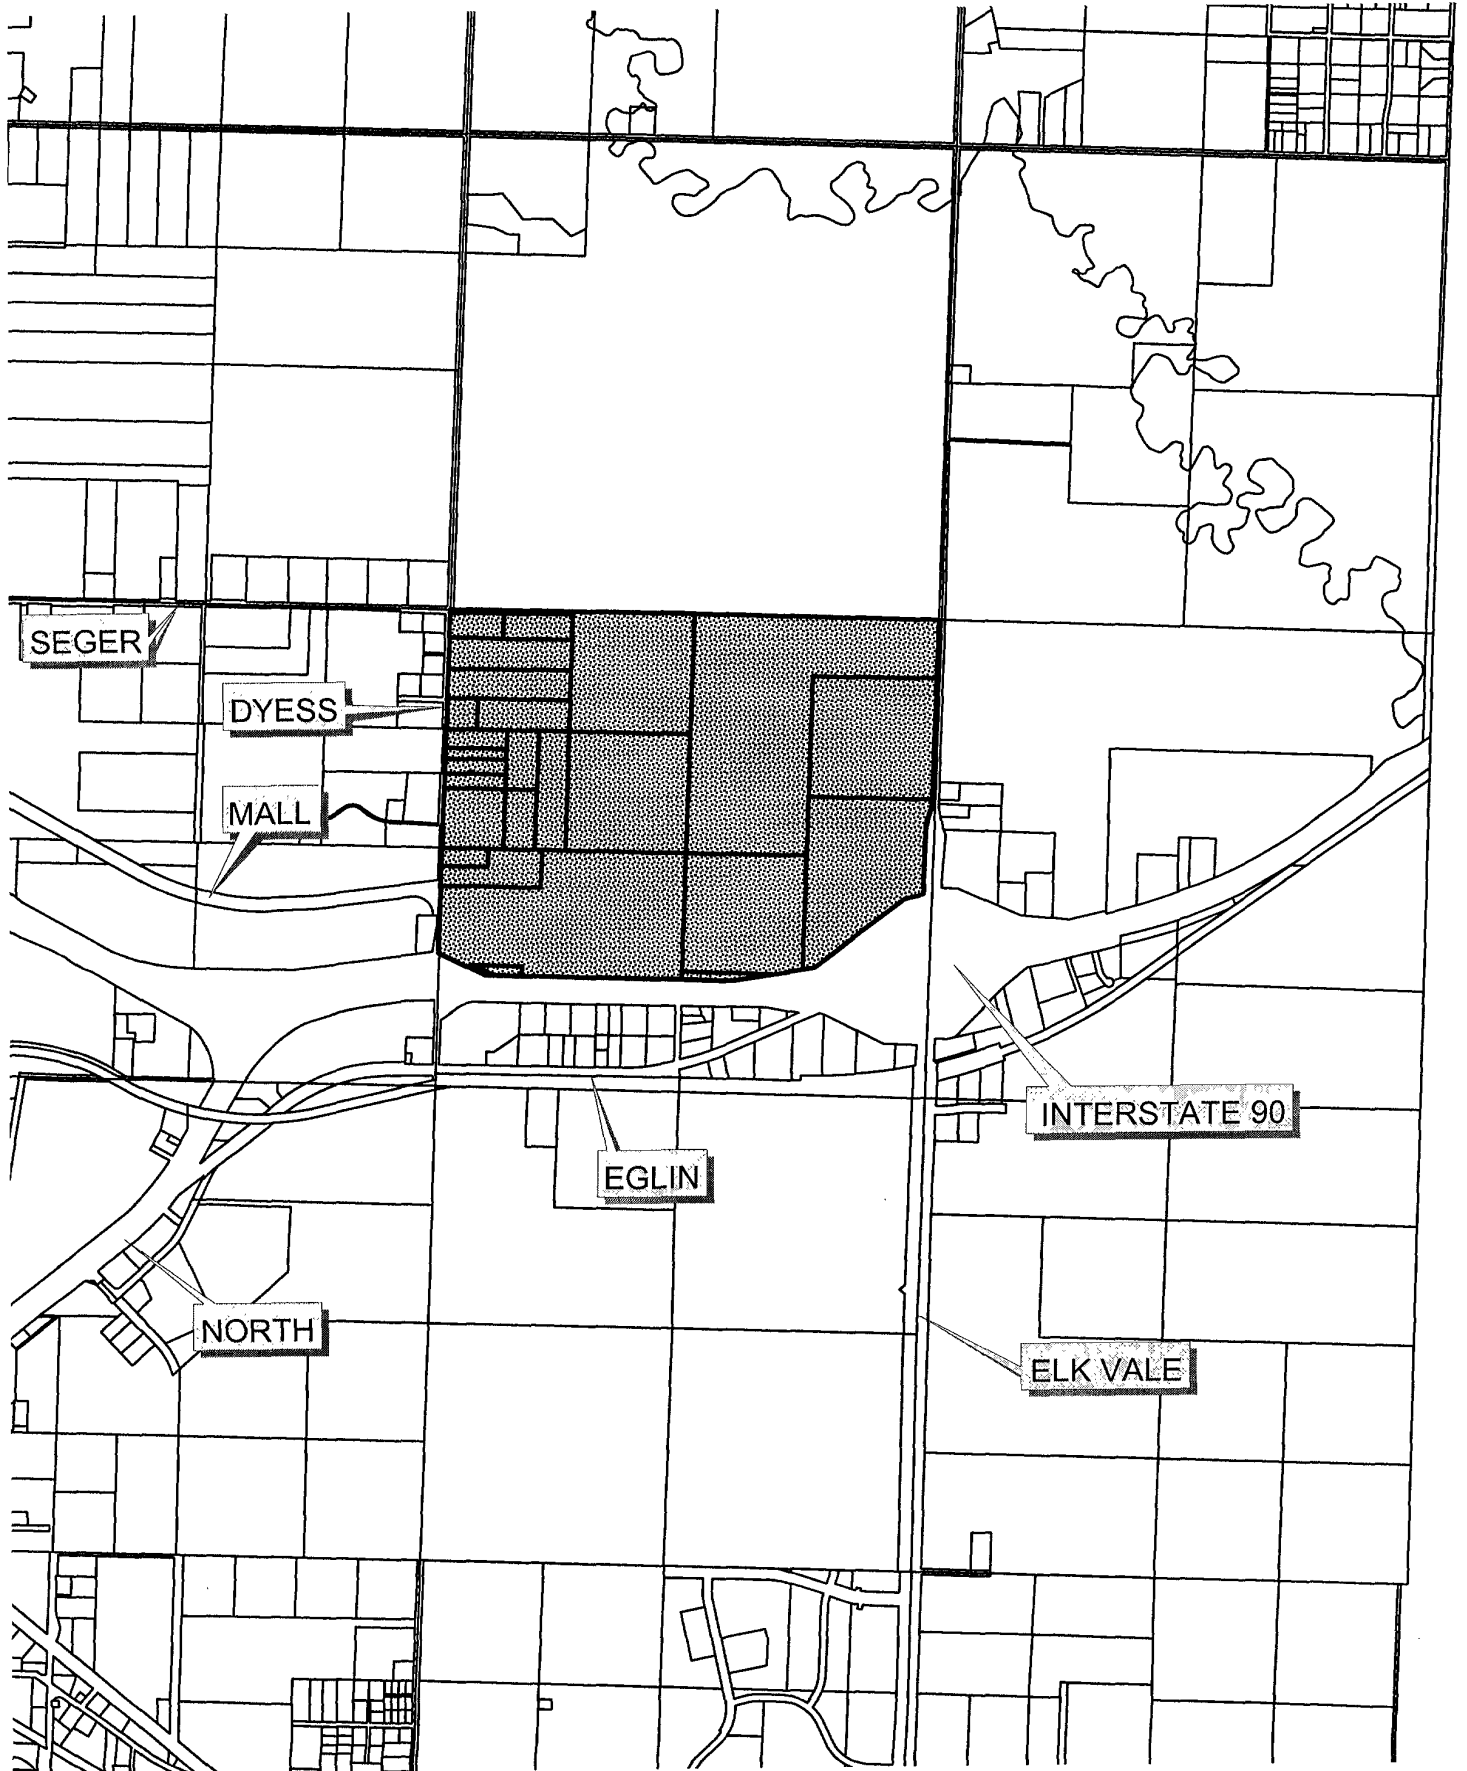 SEGER
DYESS
MALL
INTERSTATE 90
EGLIN
NORTH
ELK VALE